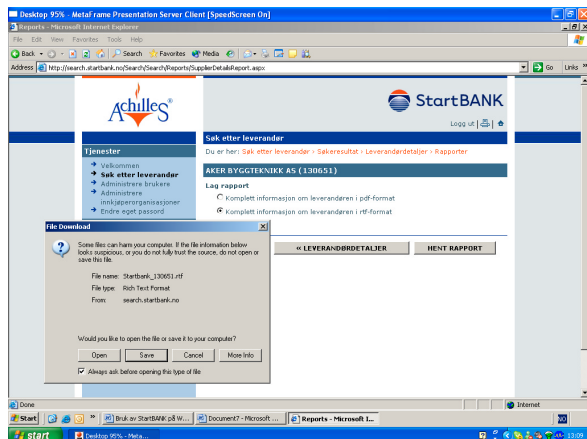 Desktop 95% - MetaFrame Presentation Server Client [SpeedScreen On]
Reports - Microsoft Internet Explorer
File Edit View Favorites Tools Help
Back Search Favorites Media
Address http://search.startbank.no/Search/Search/Reports/SupplierDetailsReport.aspx Go Links »
Achilles
StartBANK
Logg ut
Søk etter leverandør
Tjenester
Du er her: Søk etter leverandør > Søkeresultat > Leverandørdetaljer > Rapporter
Velkommen
Søk etter leverandør
Administrere brukere
Administrere
innkjøperorganisasjoner
Endre eget passord
AKER BYGGTEKNIKK AS (130651)
Lag rapport
Komplett informasjon om leverandøren i pdf-format
Komplett informasjon om leverandøren i rtf-format
« LEVERANDØRDETALJER HENT RAPPORT
File Download
Some files can harm your computer. If the file information below
looks suspicious, or you do not fully trust the source, do not open or
save this file.
File name: Startbank_130651.rtf
File type: Rich Text Format
From: search.startbank.no
Would you like to open the file or save it to your computer?
Open Save Cancel More Info
Always ask before opening this type of file
Done Internet
Start » Bruk av StartBANK på W... Document7 - Microsoft ... Reports - Microsoft I... NO
start Desktop 95% - Meta... 13:09